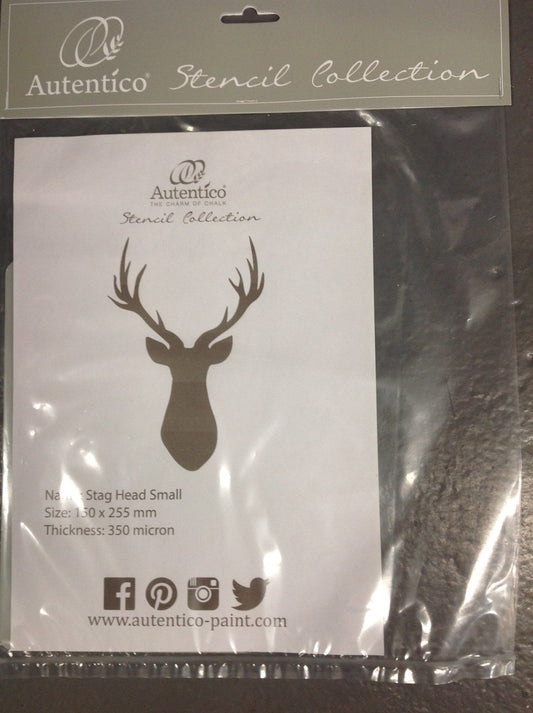 Autentico® Stencil Collection
Autentico®
THE CHARM OF CHALK
Stencil Collection
Name: Stag Head Small
Size: 150 x 255 mm
Thickness: 350 micron
www.autentico-paint.com